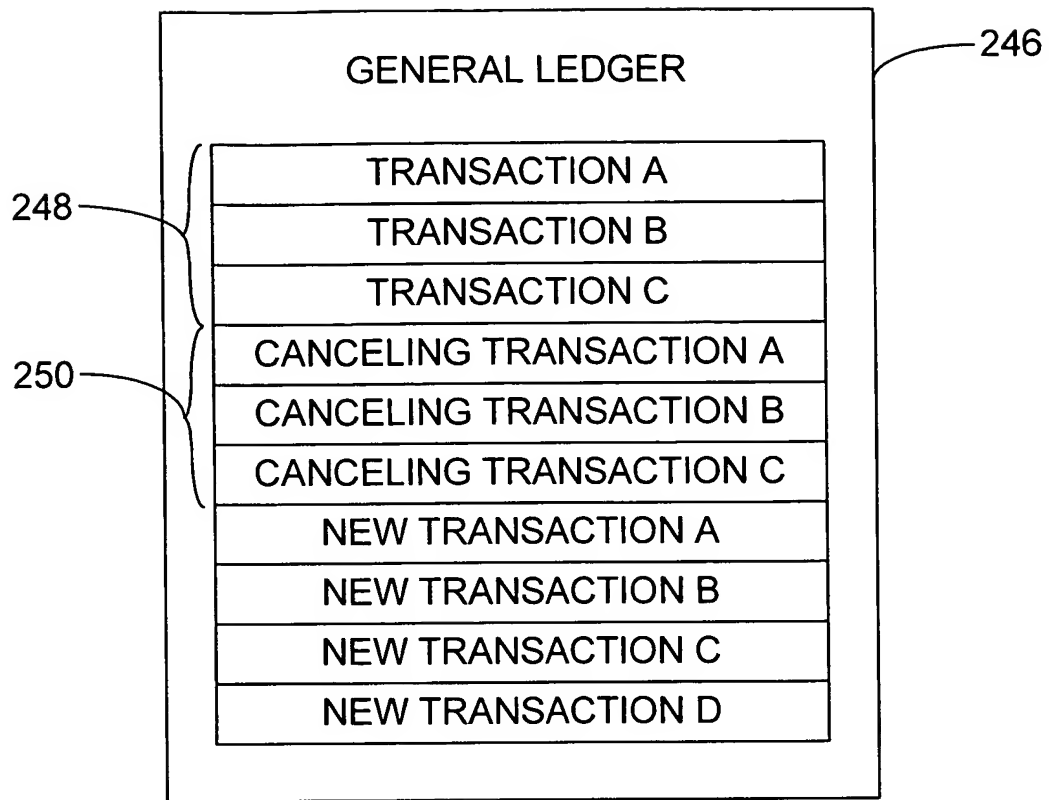 GENERAL LEDGER
246
TRANSACTION A
248
TRANSACTION B
TRANSACTION C
CANCELING TRANSACTION A
250
CANCELING TRANSACTION B
CANCELING TRANSACTION C
NEW TRANSACTION A
NEW TRANSACTION B
NEW TRANSACTION C
NEW TRANSACTION D